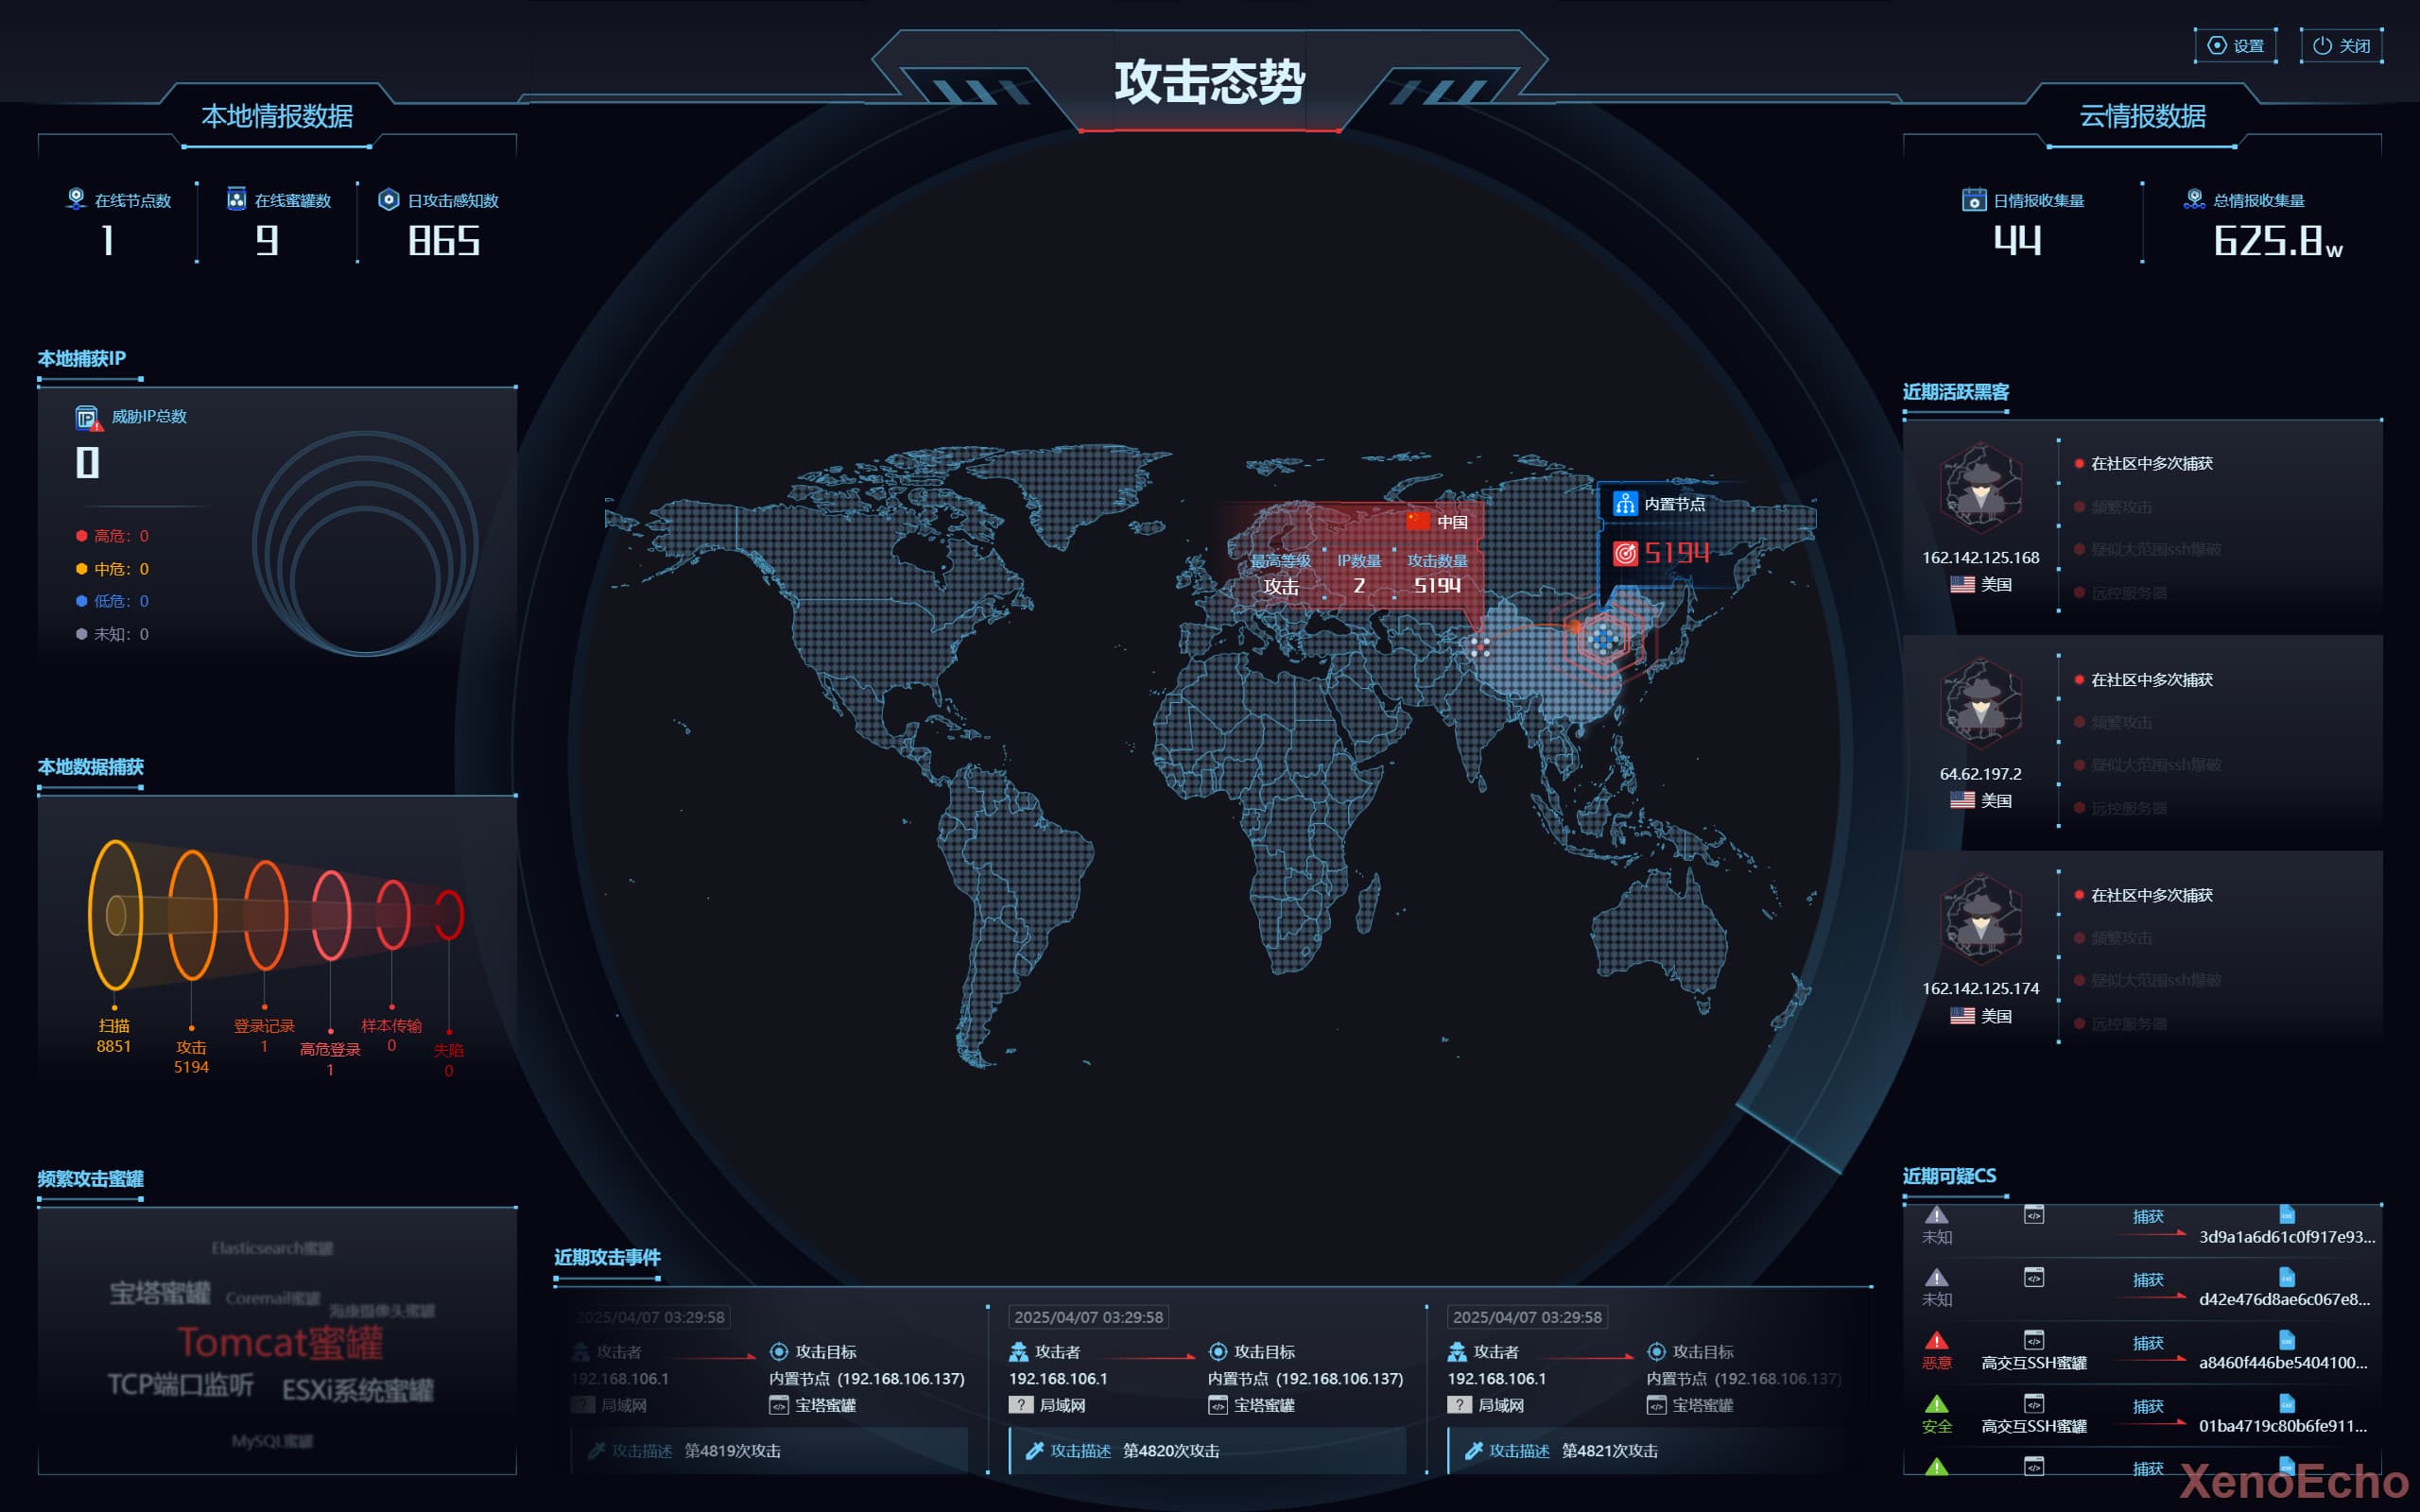 攻击态势
设置
关闭
本地情报数据
在线节点数
1
在线蜜罐数
9
日攻击感知数
865
本地捕获IP
威胁IP总数
0
高危：0
中危：0
低危：0
未知：0
本地数据捕获
扫描
8851
攻击
5194
登录记录
1
高危登录
1
样本传输
0
失陷
0
频繁攻击蜜罐
Elasticsearch蜜罐
宝塔蜜罐
Coremail蜜罐
海康摄像头蜜罐
Tomcat蜜罐
TCP端口监听
ESXi系统蜜罐
MySQL蜜罐
中国
最高等级
IP数量
攻击数量
攻击
2
5194
内置节点
5194
近期攻击事件
2025/04/07 03:29:58
攻击者
攻击目标
192.168.106.1
内置节点 (192.168.106.137)
局域网
宝塔蜜罐
攻击描述 第4819次攻击
2025/04/07 03:29:58
攻击者
攻击目标
192.168.106.1
内置节点 (192.168.106.137)
局域网
宝塔蜜罐
攻击描述 第4820次攻击
2025/04/07 03:29:58
攻击者
攻击目标
192.168.106.1
内置节点 (192.168.106.137)
局域网
宝塔蜜罐
攻击描述 第4821次攻击
云情报数据
日情报收集量
44
总情报收集量
625.8w
近期活跃黑客
162.142.125.168
美国
在社区中多次捕获
频繁攻击
疑似大范围ssh爆破
远控服务器
64.62.197.2
美国
在社区中多次捕获
频繁攻击
疑似大范围ssh爆破
远控服务器
162.142.125.174
美国
在社区中多次捕获
频繁攻击
疑似大范围ssh爆破
远控服务器
近期可疑CS
未知
捕获
3d9a1a6d61c0f917e93...
未知
捕获
d42e476d8ae6c067e8...
恶意
高交互SSH蜜罐
捕获
a8460f446be5404100...
安全
高交互SSH蜜罐
捕获
01ba4719c80b6fe911...
捕获
XenoEcho